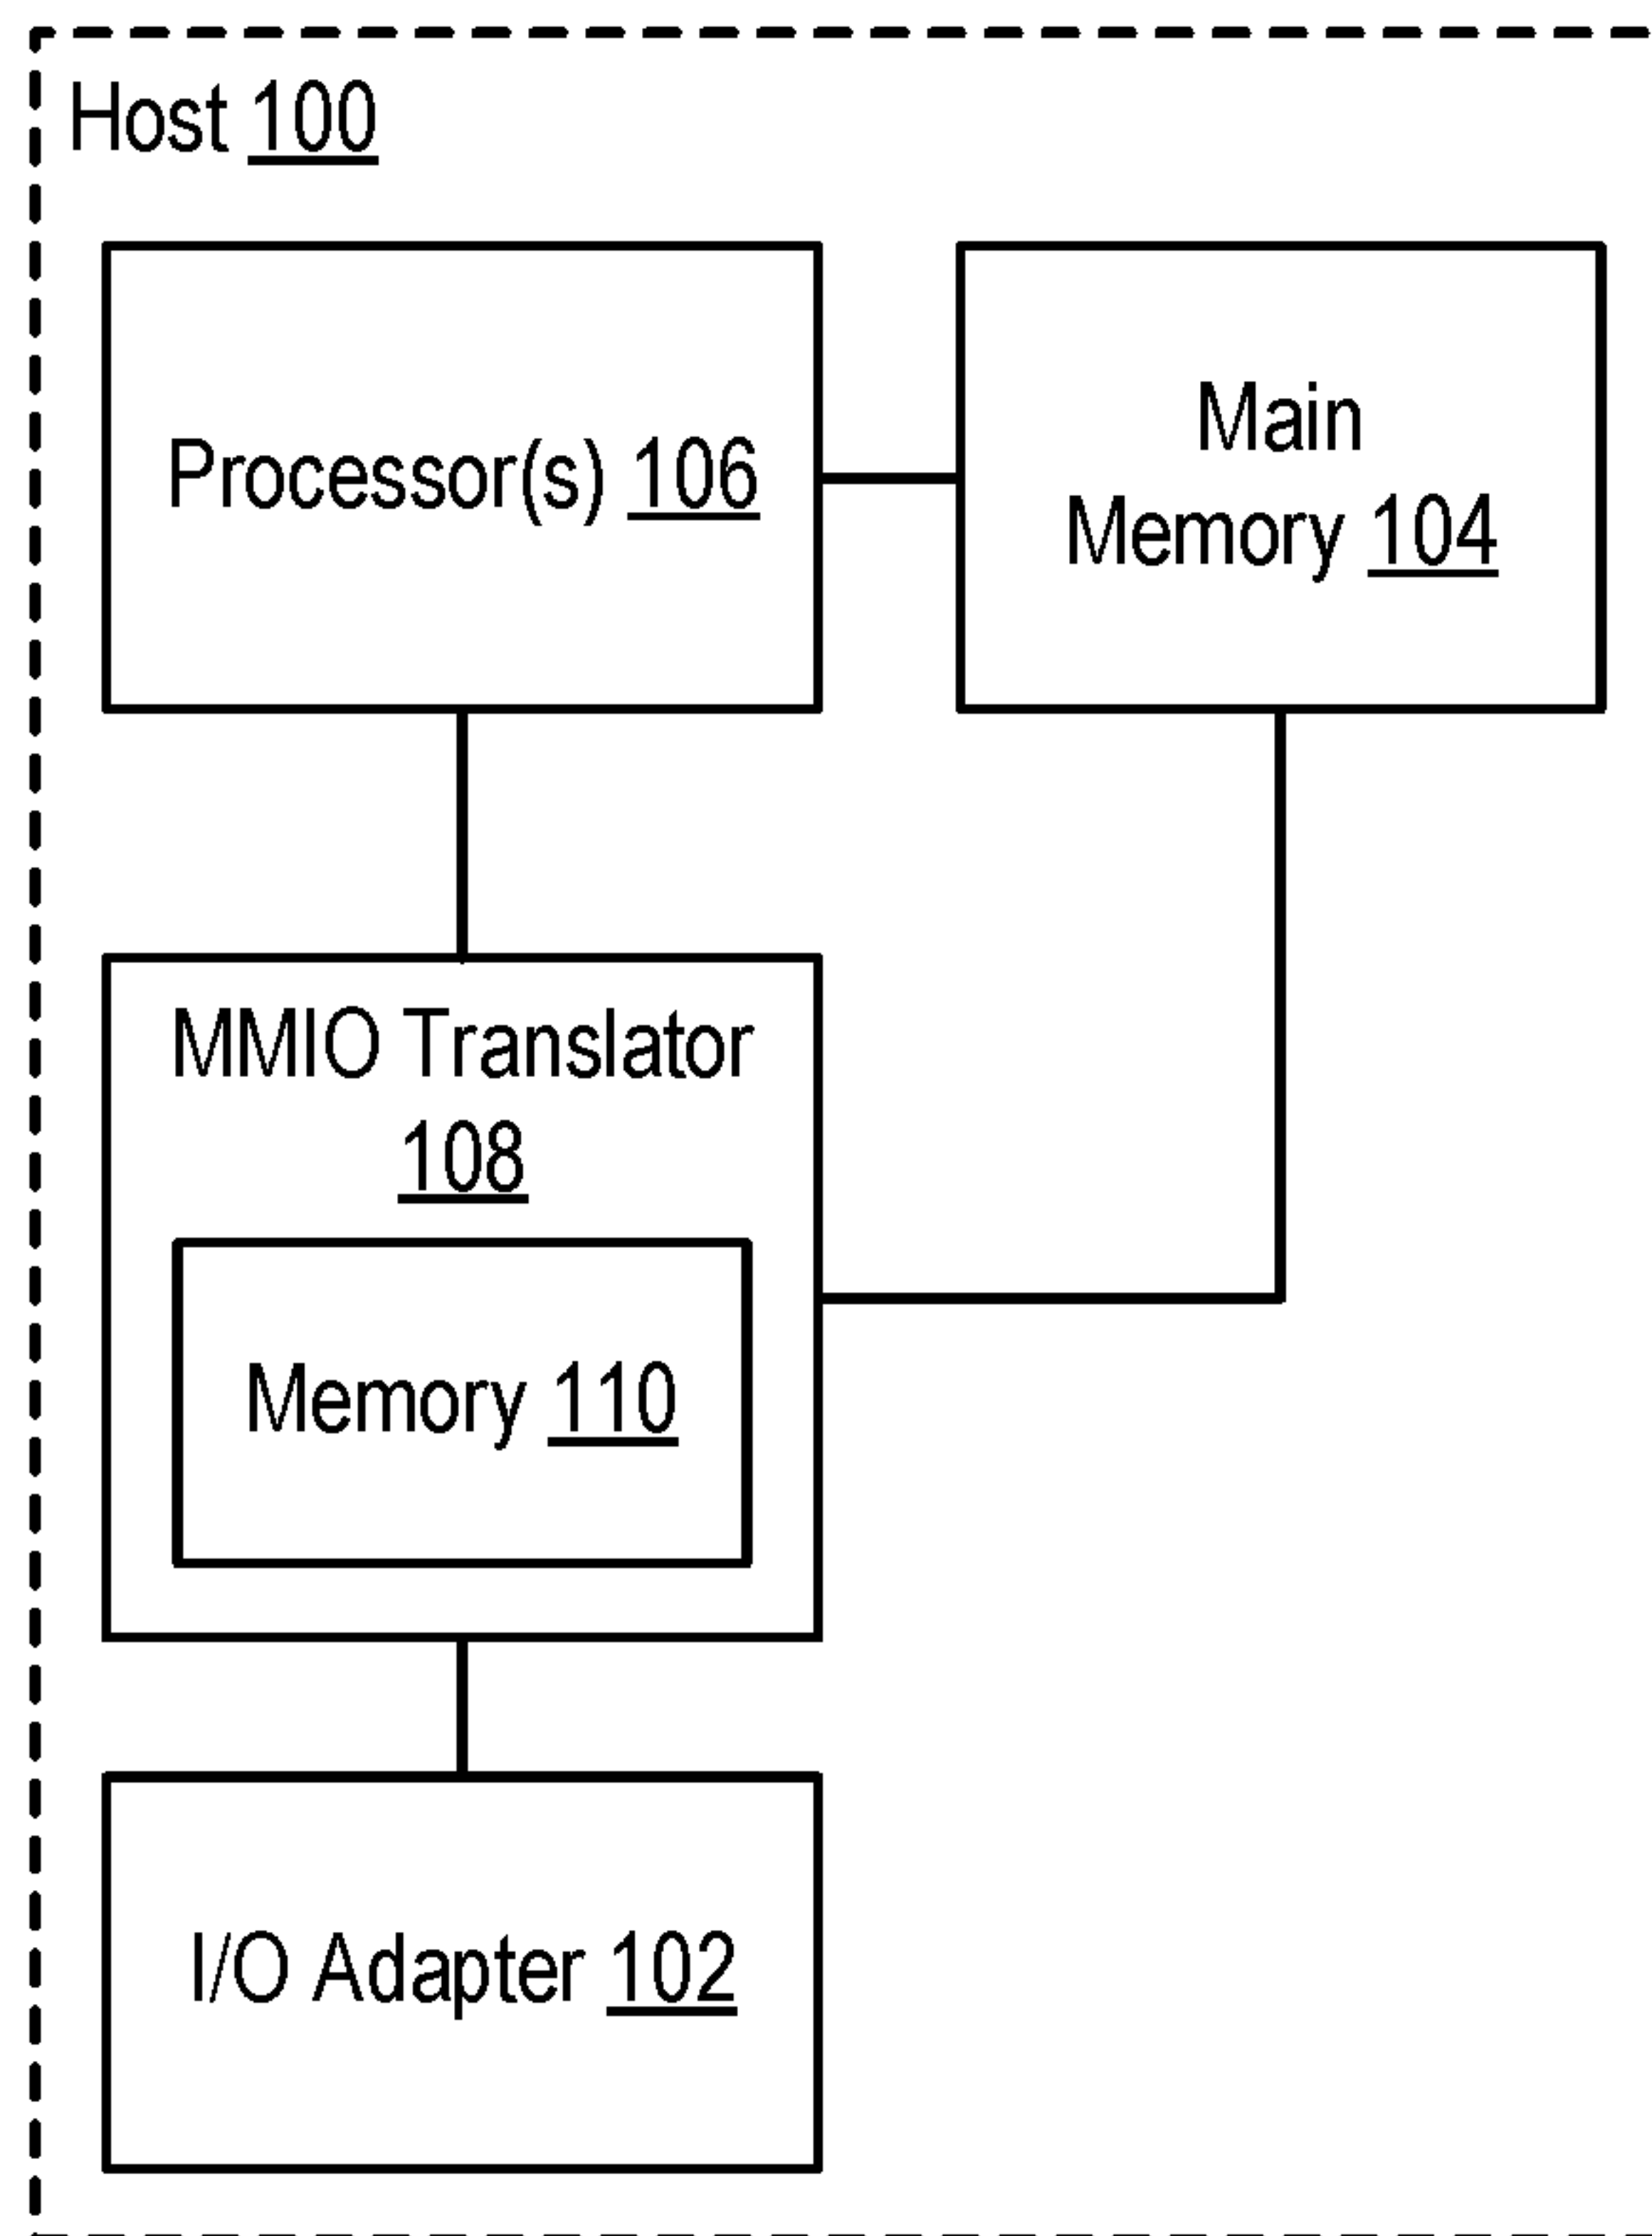 Host 100
Processor(s) 106
Main
Memory 104
MMIO Translator
108
Memory 110
I/O Adapter 102